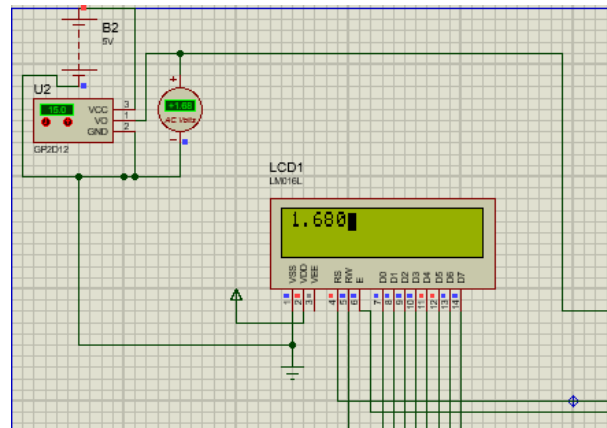 B2
5V
U2
15.0
VCC 3
VO 1
GND 2
GP2D12
+
+1.68
AC Volts
LCD1
LM016L
1.680
VSS VDD VEE RS RW E D0 D1 D2 D3 D4 D5 D6 D7
1 2 3 4 5 6 7 8 9 10 11 12 13 14